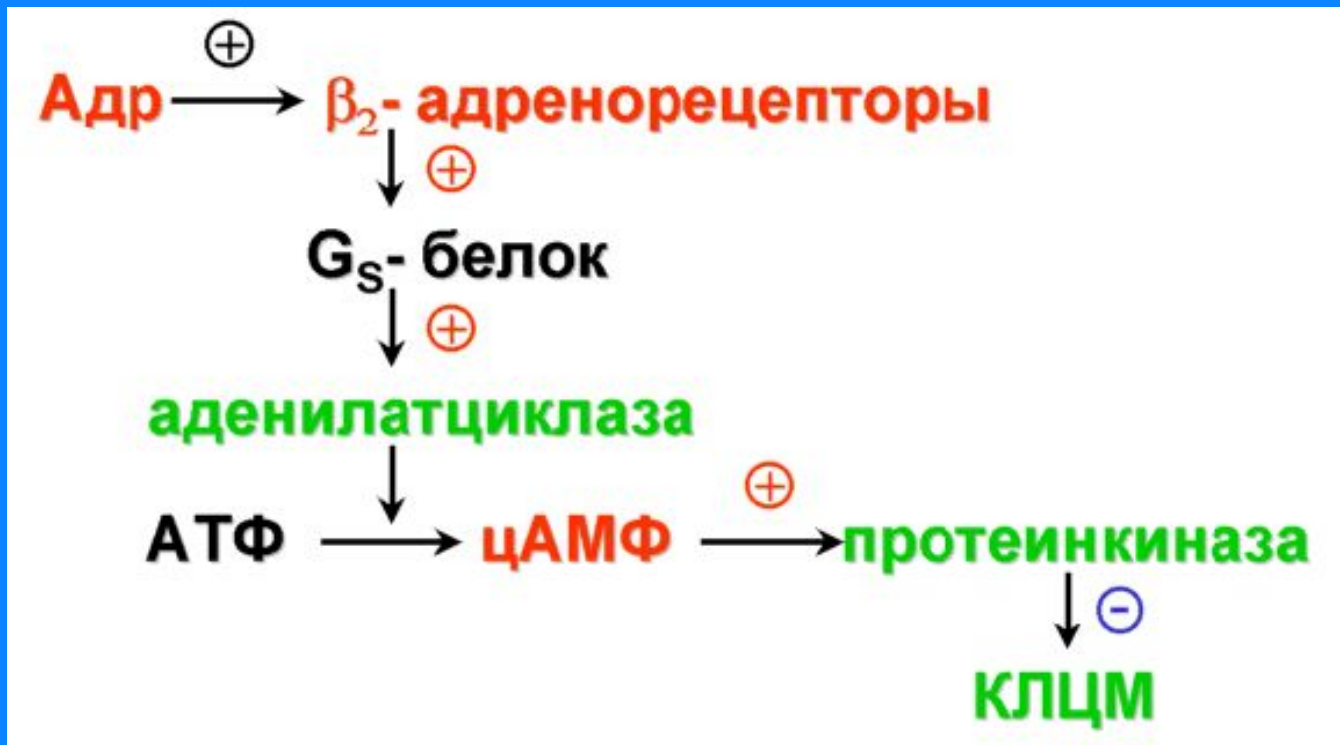 ⊕
Адр → β₂- адренорецепторы
⊕
Gs- белок
⊕
аденилатциклаза
⊕
АТФ → цАМФ → протеинкиназа
⊖
КЛЦМ